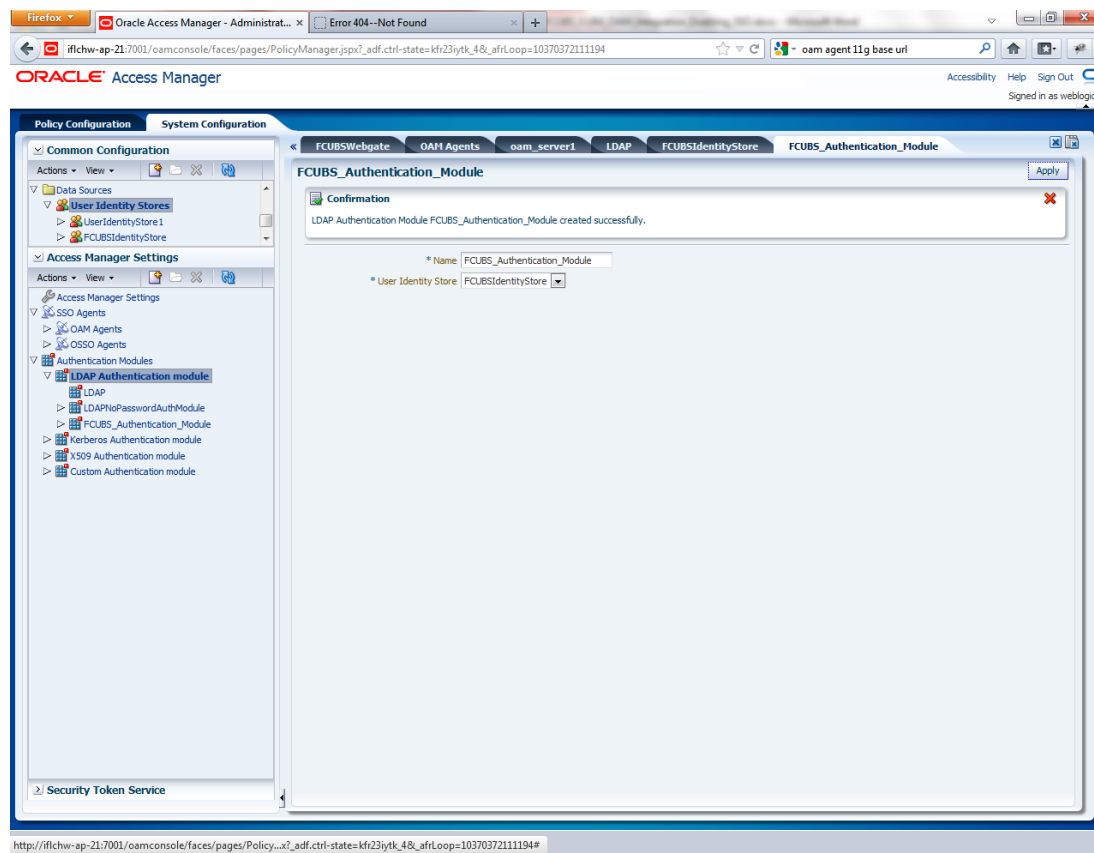 Firefox
Oracle Access Manager - Administrat...
Error 404--Not Found
iflchw-ap-21:7001/oamconsole/faces/pages/PolicyManager.jspx?_adf.ctrl-state=kfr23iytk_4&_afrLoop=10370372111194
oam agent 11g base url
ORACLE Access Manager
Accessibility Help Sign Out
Signed in as weblogic
Policy Configuration System Configuration
Common Configuration
Actions View
Data Sources
User Identity Stores
UserIdentityStore1
FCUBSIdentityStore
Access Manager Settings
Actions View
Access Manager Settings
SSO Agents
OAM Agents
OSSO Agents
Authentication Modules
LDAP Authentication module
LDAP
LDAPNoPasswordAuthModule
FCUBS_Authentication_Module
Kerberos Authentication module
X509 Authentication module
Custom Authentication module
Security Token Service
« FCUBSWebgate OAM Agents oam_server1 LDAP FCUBSIdentityStore FCUBS_Authentication_Module
FCUBS_Authentication_Module
Apply
Confirmation
LDAP Authentication Module FCUBS_Authentication_Module created successfully.
* Name FCUBS_Authentication_Module
* User Identity Store FCUBSIdentityStore
http://iflchw-ap-21:7001/oamconsole/faces/pages/Policy...x?_adf.ctrl-state=kfr23iytk_4&_afrLoop=10370372111194#